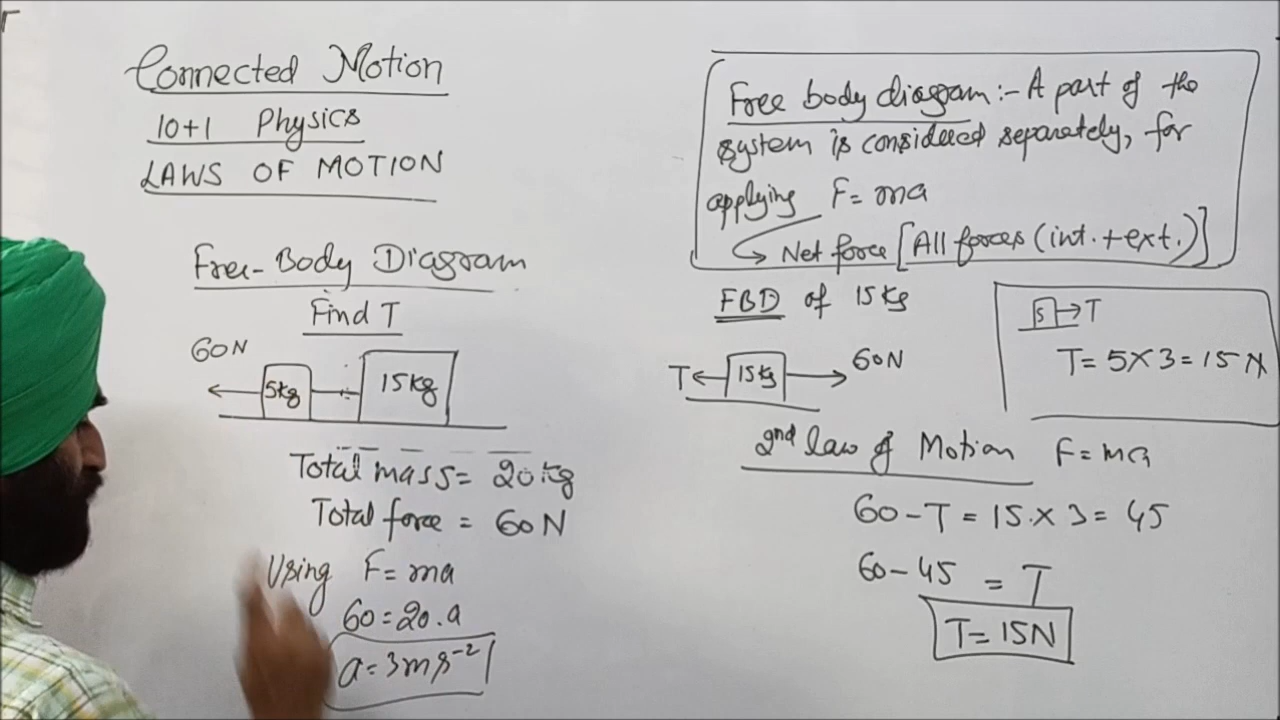 Connected Motion
10+1 Physics
LAWS OF MOTION
Free-Body Diagram
Find T
60N
5kg
15kg
Total mass = 20kg
Total force = 60N
Using F=ma
60=20.a
a=3ms⁻²
Free body diagram:- A part of the
system is considered separately, for
applying F=ma
Net force [All forces (int.+ext.)]
FBD of 15kg
T 15kg 60N
5 T
T=5×3=15N
2nd law of Motion F=ma
60-T=15×3=45
60-45=T
T=15N